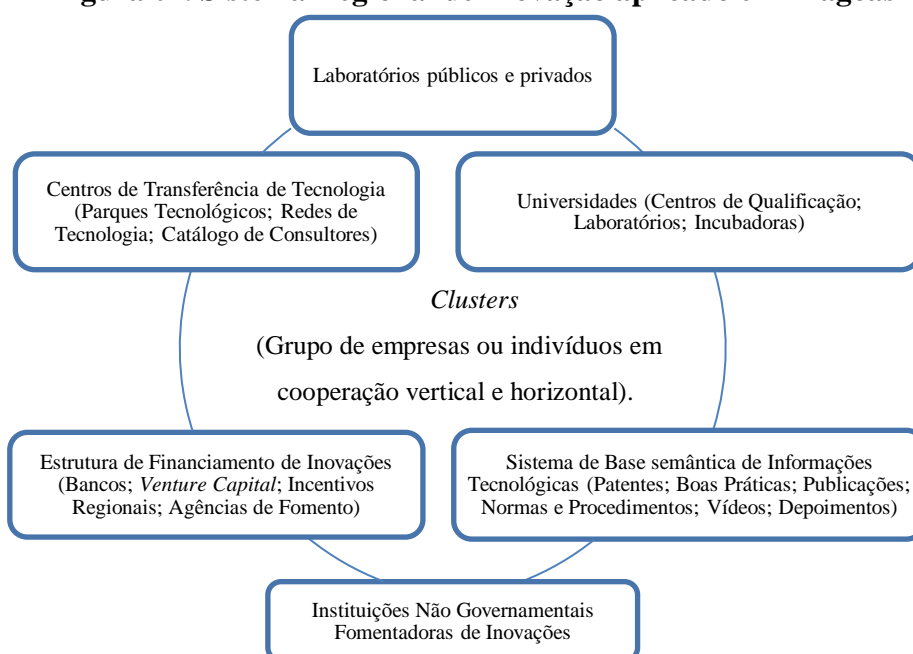 Laboratórios públicos e privados
Centros de Transferência de Tecnologia
(Parques Tecnológicos; Redes de
Tecnologia; Catálogo de Consultores)
Universidades (Centros de Qualificação;
Laboratórios; Incubadoras)
Clusters
(Grupo de empresas ou indivíduos em
cooperação vertical e horizontal).
Estrutura de Financiamento de Inovações
(Bancos; Venture Capital; Incentivos
Regionais; Agências de Fomento)
Sistema de Base semântica de Informações
Tecnológicas (Patentes; Boas Práticas; Publicações;
Normas e Procedimentos; Vídeos; Depoimentos)
Instituições Não Governamentais
Fomentadoras de Inovações